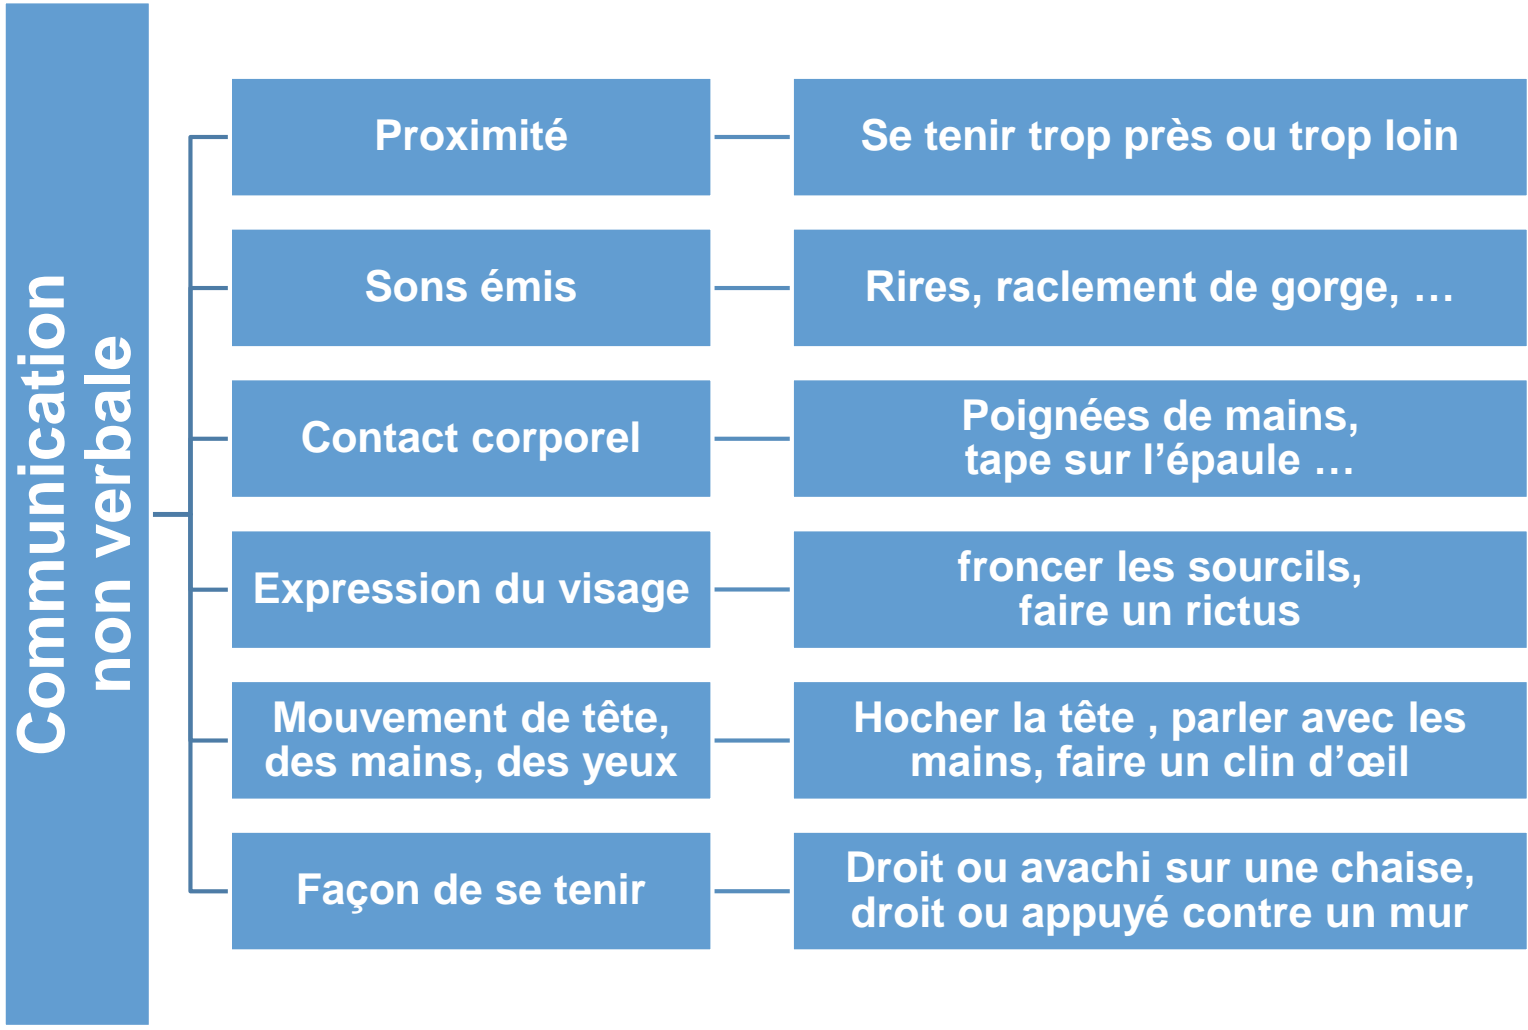 Communication
non verbale
Proximité
Se tenir trop près ou trop loin
Sons émis
Rires, raclement de gorge, …
Contact corporel
Poignées de mains,
tape sur l’épaule …
Expression du visage
froncer les sourcils,
faire un rictus
Mouvement de tête,
des mains, des yeux
Hocher la tête , parler avec les
mains, faire un clin d’œil
Façon de se tenir
Droit ou avachi sur une chaise,
droit ou appuyé contre un mur